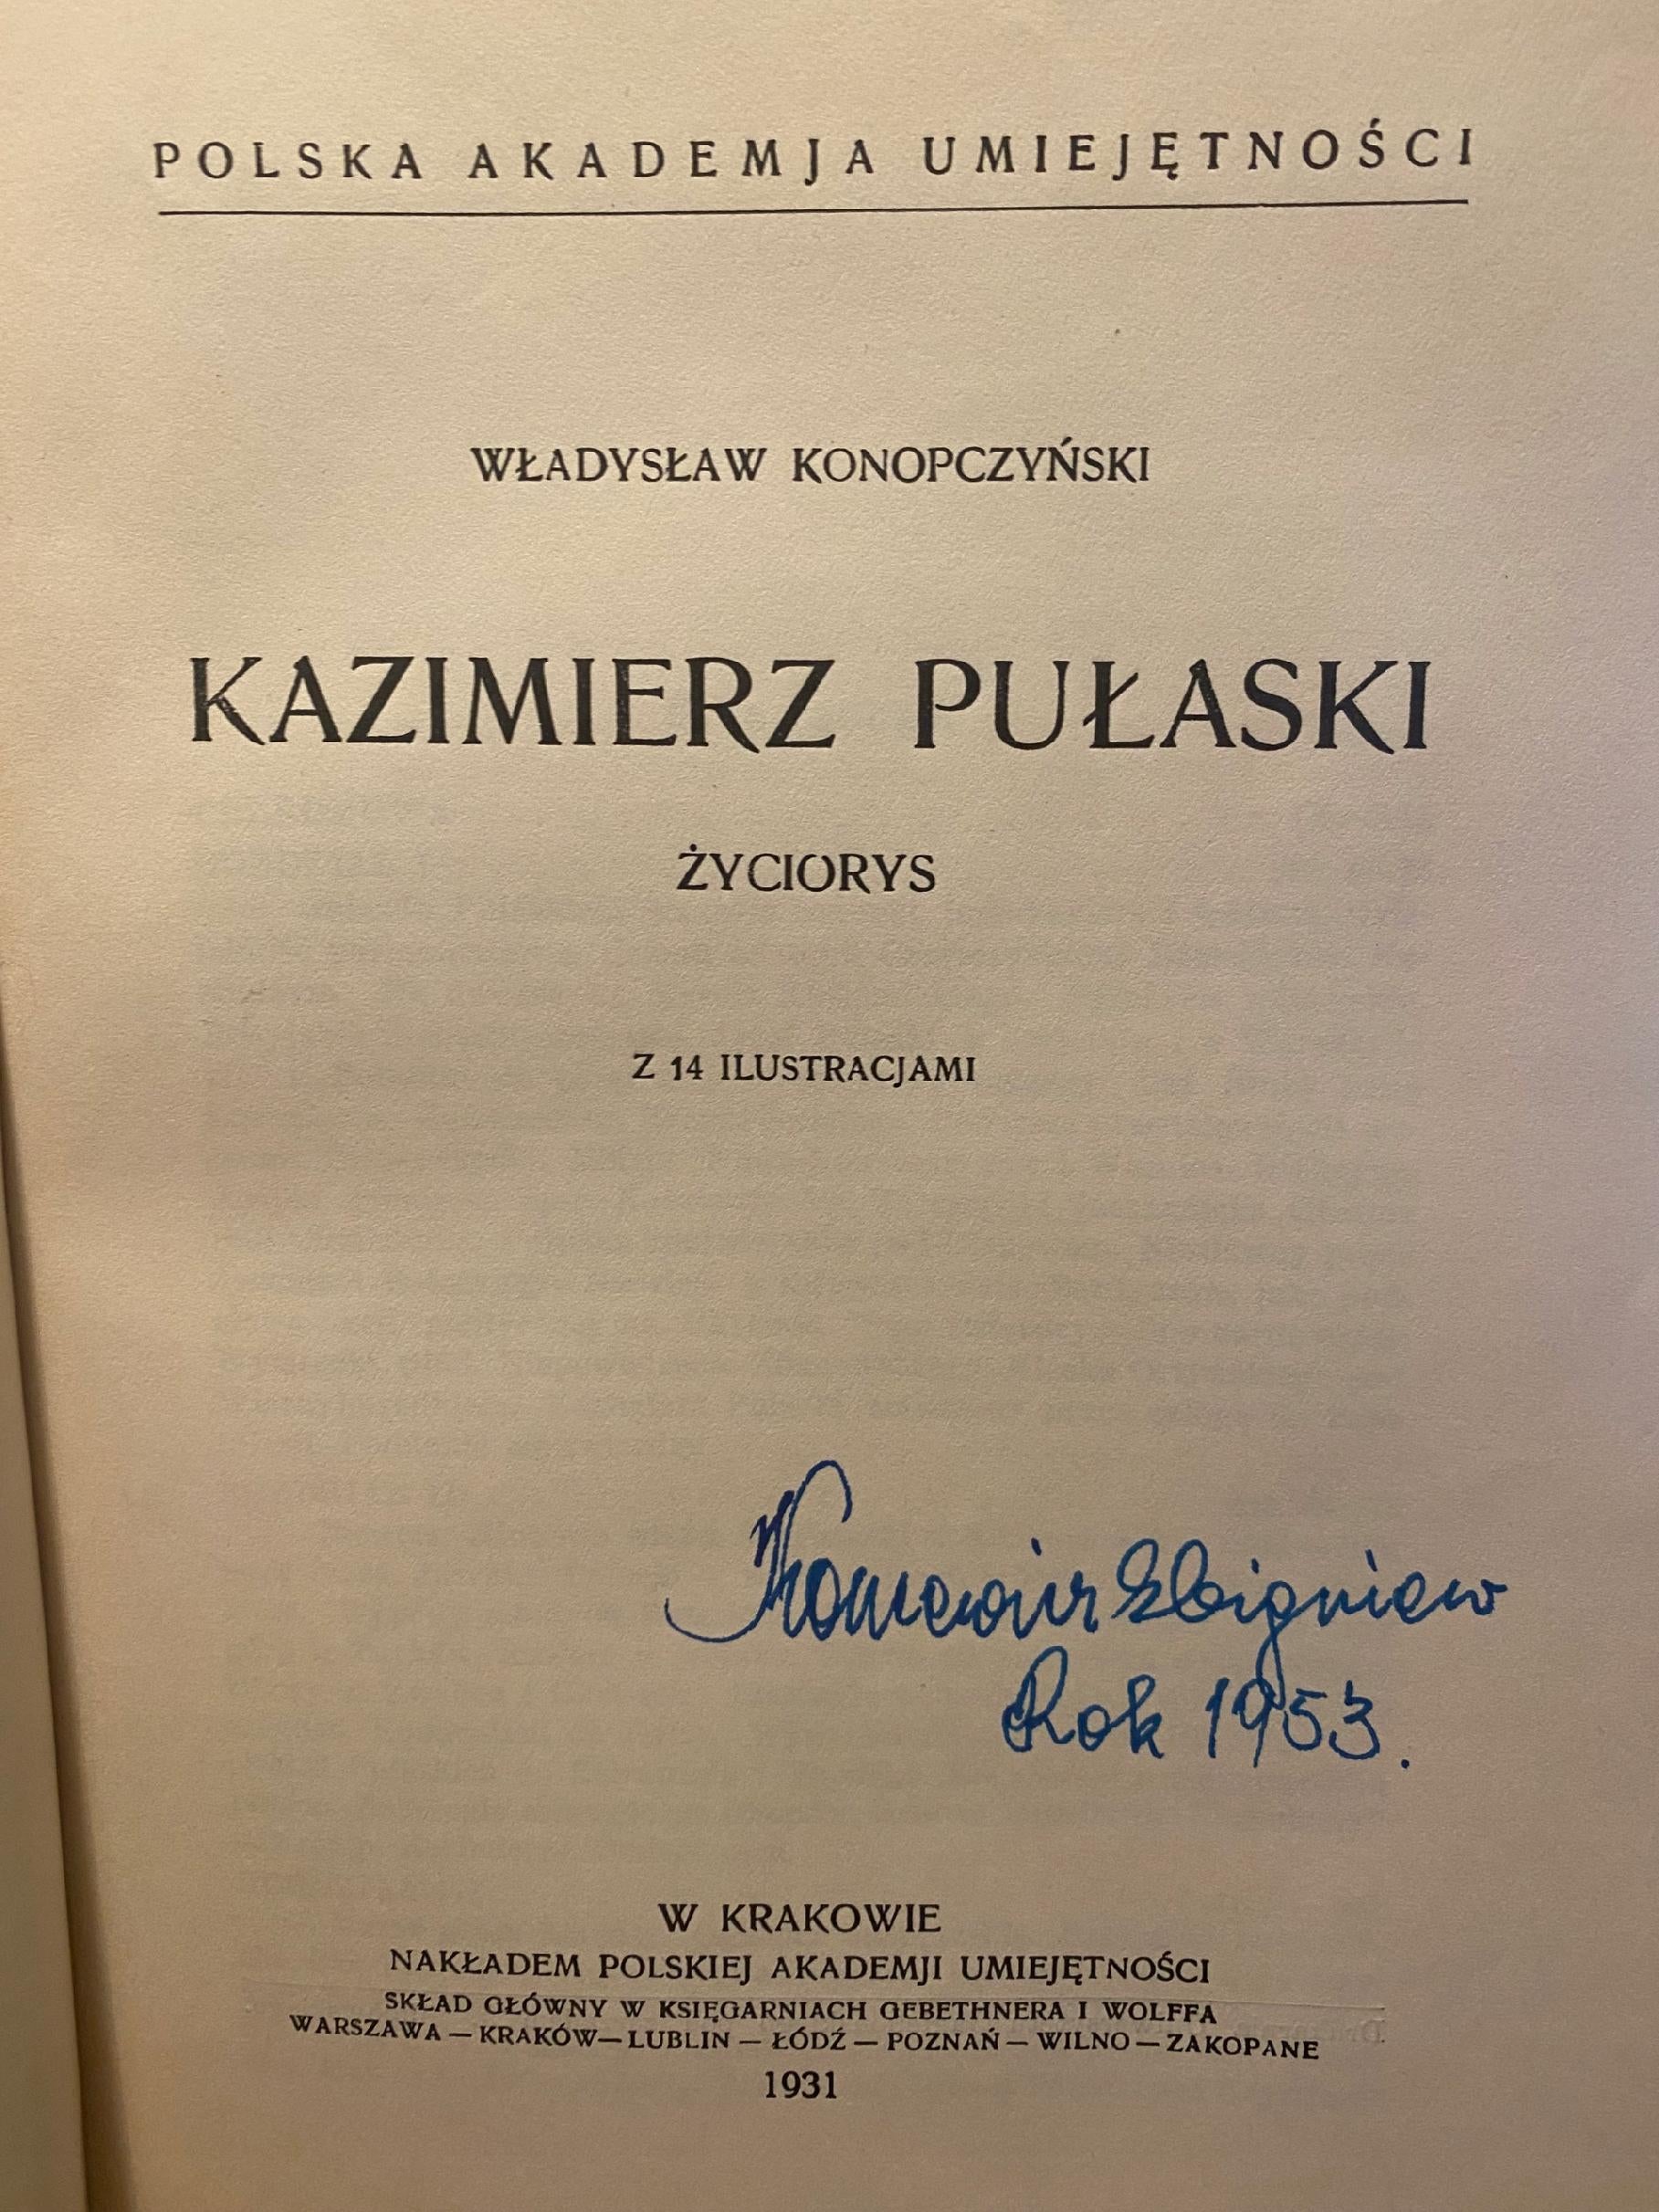 POLSKA AKADEMJA UMIEJĘTNOŚCI
WŁADYSŁAW KONOPCZYŃSKI
KAZIMIERZ PUŁASKI
ŻYCIORYS
Z 14 ILUSTRACJAMI
Zbigniew
Rok 1953.
W KRAKOWIE
NAKŁADEM POLSKIEJ AKADEMJI UMIEJĘTNOŚCI
SKŁAD GŁÓWNY W KSIĘGARNIACH GEBETHNERA I WOLFFA
WARSZAWA — KRAKÓW — LUBLIN — ŁÓDŹ — POZNAŃ — WILNO — ZAKOPANE
1931